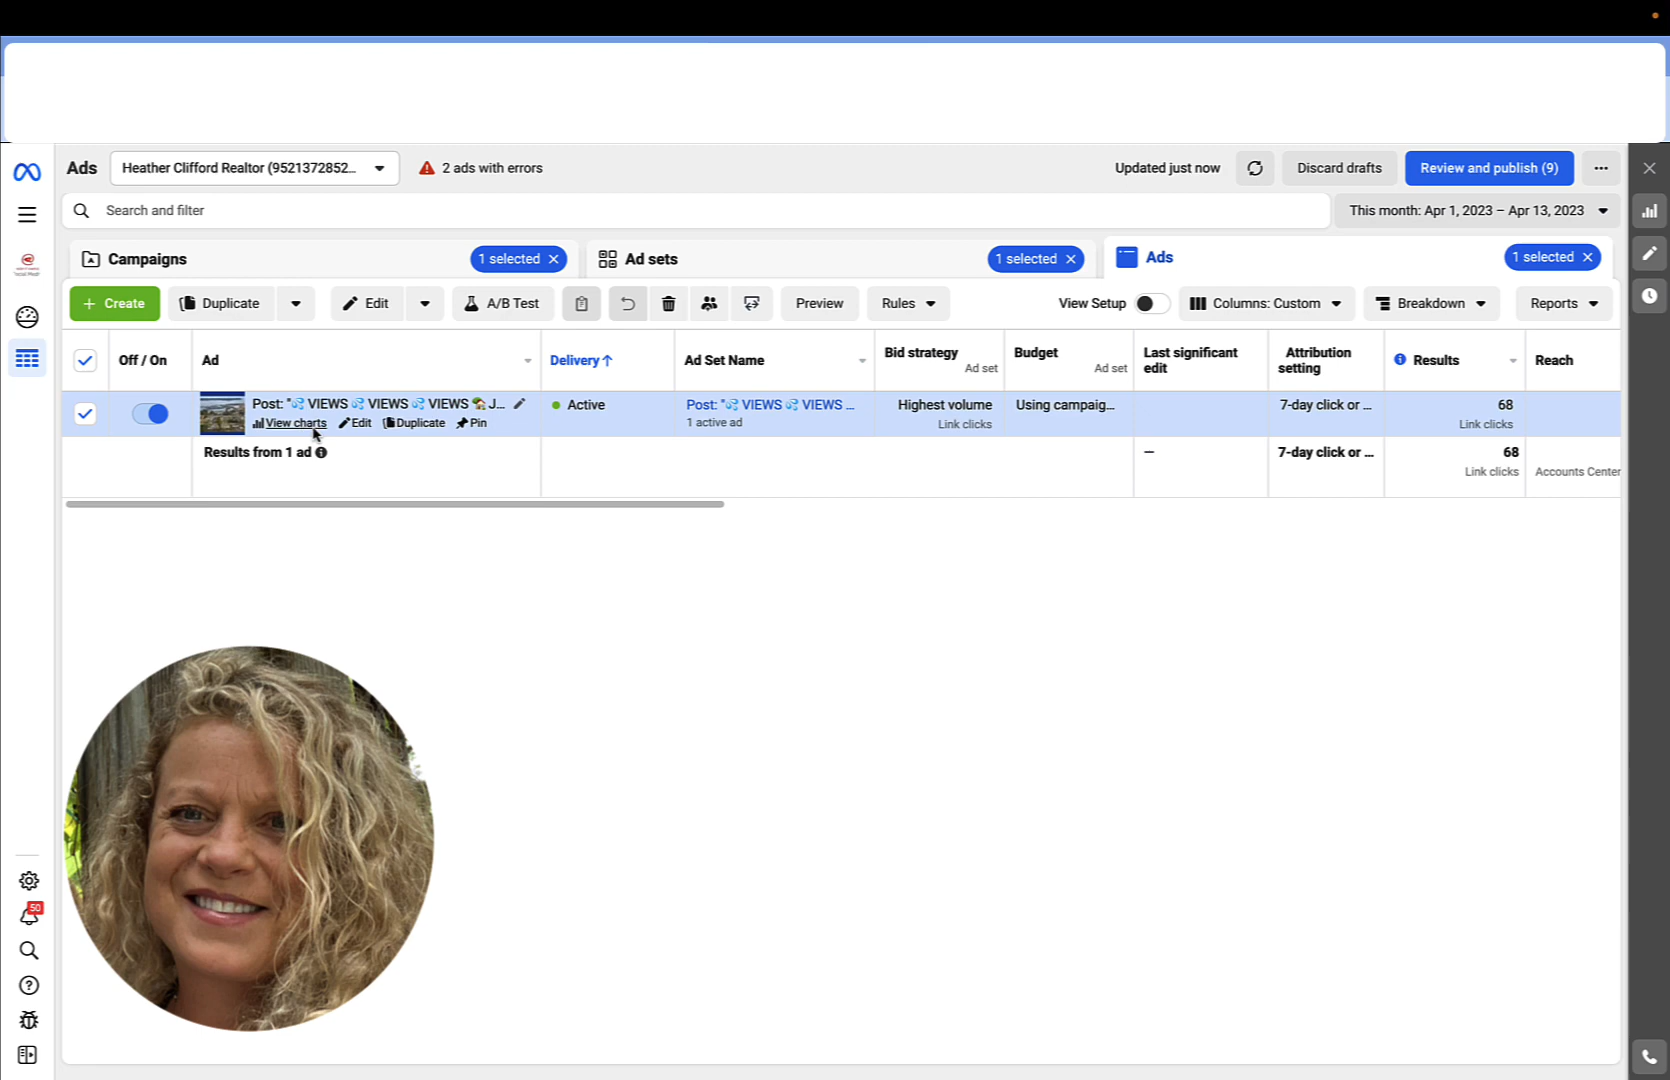 Ads
Heather Clifford Realtor (9521372852...
2 ads with errors
Updated just now
Discard drafts
Review and publish (9)
Search and filter
This month: Apr 1, 2023 – Apr 13, 2023
Campaigns
1 selected
Ad sets
1 selected
Ads
1 selected
Create
Duplicate
Edit
A/B Test
Preview
Rules
View Setup
Columns: Custom
Breakdown
Reports
Off / On
Ad
Delivery ↑
Ad Set Name
Bid strategy
Ad set
Budget
Ad set
Last significant
edit
Attribution
setting
Results
Reach
Post: "💦 VIEWS 💦 VIEWS 💦 VIEWS 🏡 J...
View charts
Edit
Duplicate
Pin
Active
Post: "💦 VIEWS 💦 VIEWS ...
1 active ad
Highest volume
Link clicks
Using campaig...
7-day click or ...
68
Link clicks
Results from 1 ad
—
7-day click or ...
68
Link clicks
Accounts Center
50